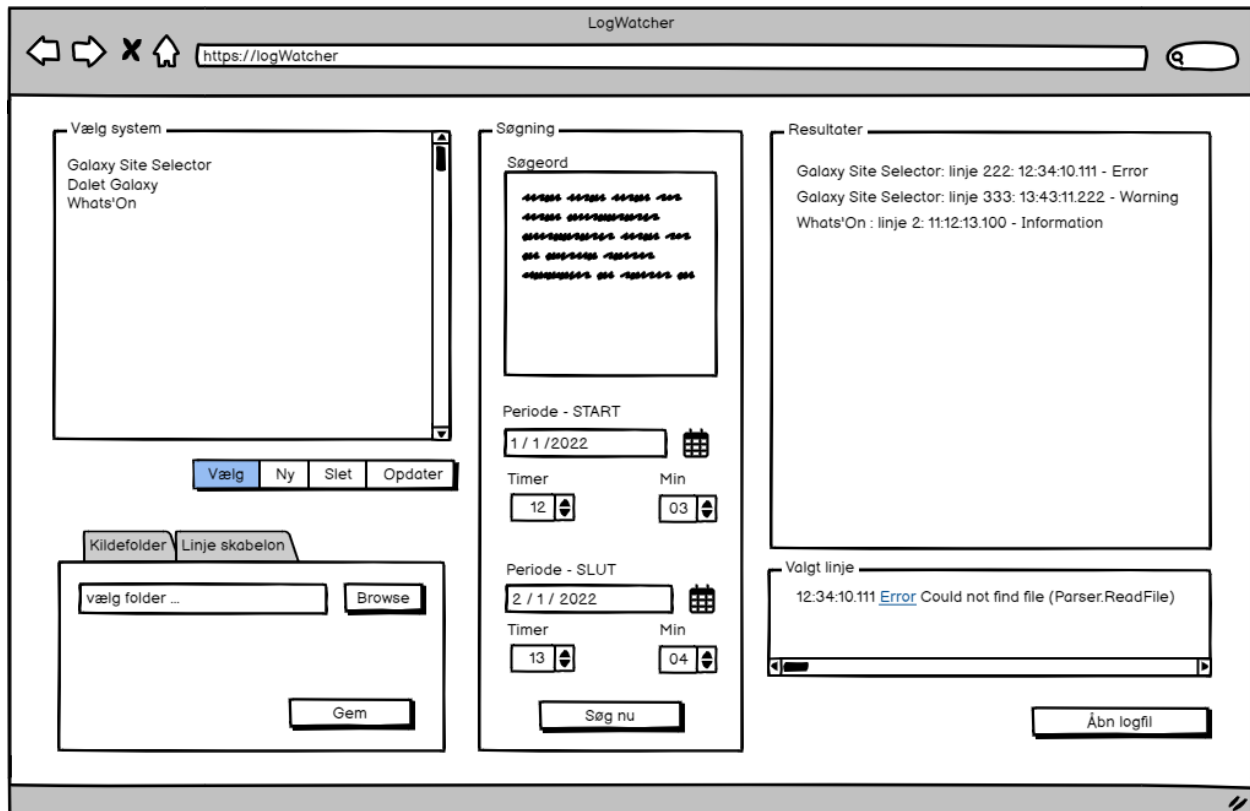 LogWatcher
https://logWatcher
Vælg system
Galaxy Site Selector
Dalet Galaxy
Whats'On
Vælg Ny Slet Opdater
Kildefolder Linje skabelon
vælg folder ...
Browse
Gem
Søgning
Søgeord
Periode - START
1 / 1 /2022
Timer Min
12 03
Periode - SLUT
2 / 1 / 2022
Timer Min
13 04
Søg nu
Resultater
Galaxy Site Selector: linje 222: 12:34:10.111 - Error
Galaxy Site Selector: linje 333: 13:43:11.222 - Warning
Whats'On : linje 2: 11:12:13.100 - Information
Valgt linje
12:34:10.111 Error Could not find file (Parser.ReadFile)
Åbn logfil